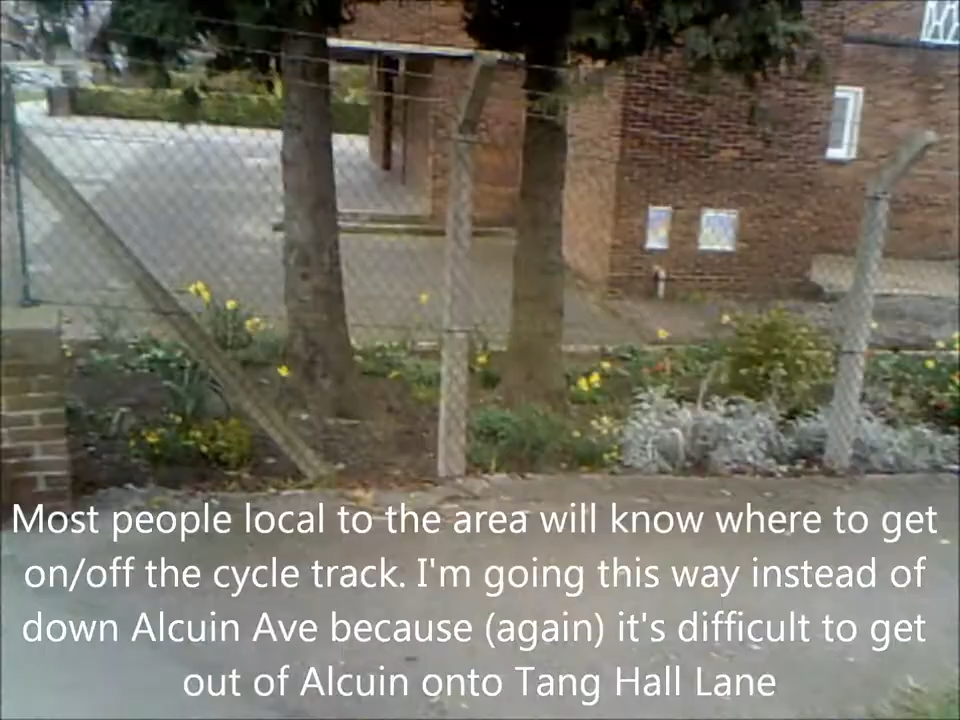 Most people local to the area will know where to get
on/off the cycle track. I'm going this way instead of
down Alcuin Ave because (again) it's difficult to get
out of Alcuin onto Tang Hall Lane